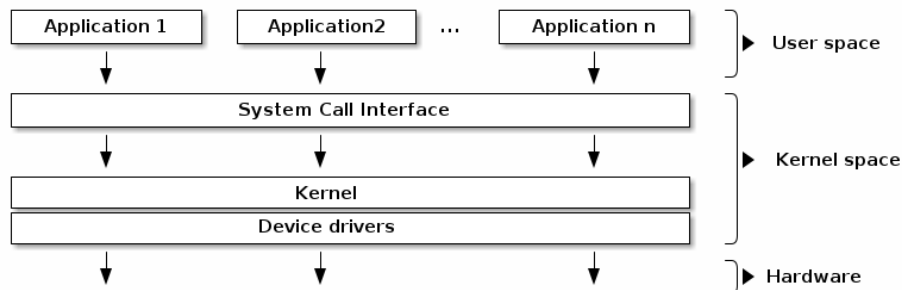 Application 1 Application2 ... Application n
User space
System Call Interface
Kernel space
Kernel
Device drivers
Hardware